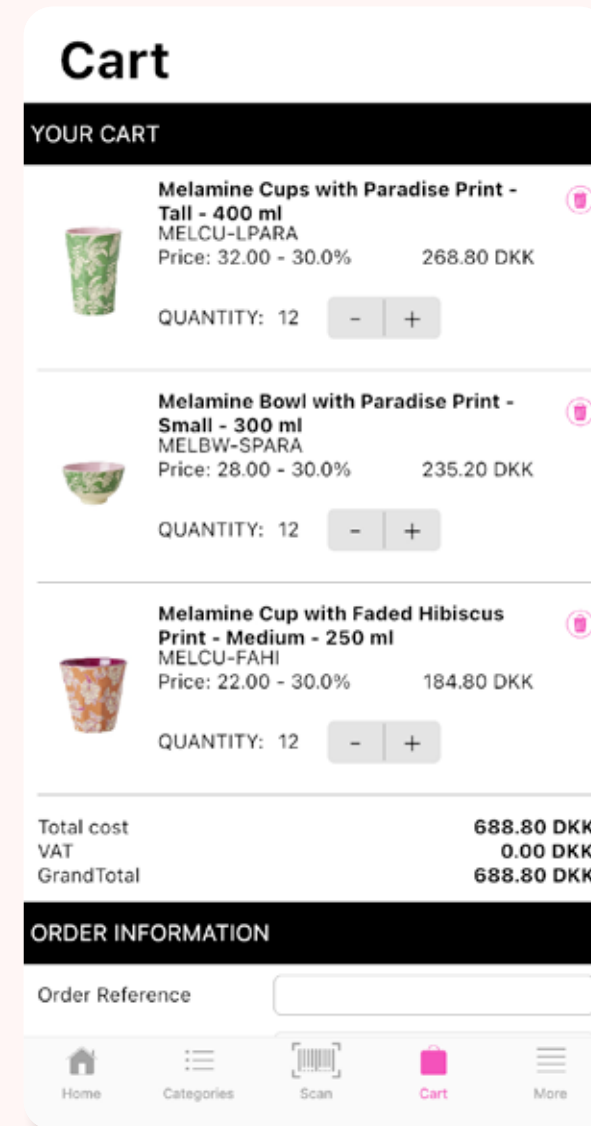 Cart
YOUR CART
Melamine Cups with Paradise Print -
Tall - 400 ml
MELCU-LPARA
Price: 32.00 - 30.0% 268.80 DKK
QUANTITY: 12 - +
Melamine Bowl with Paradise Print -
Small - 300 ml
MELBW-SPARA
Price: 28.00 - 30.0% 235.20 DKK
QUANTITY: 12 - +
Melamine Cup with Faded Hibiscus
Print - Medium - 250 ml
MELCU-FAHI
Price: 22.00 - 30.0% 184.80 DKK
QUANTITY: 12 - +
Total cost 688.80 DKK
VAT 0.00 DKK
GrandTotal 688.80 DKK
ORDER INFORMATION
Order Reference
Home Categories Scan Cart More